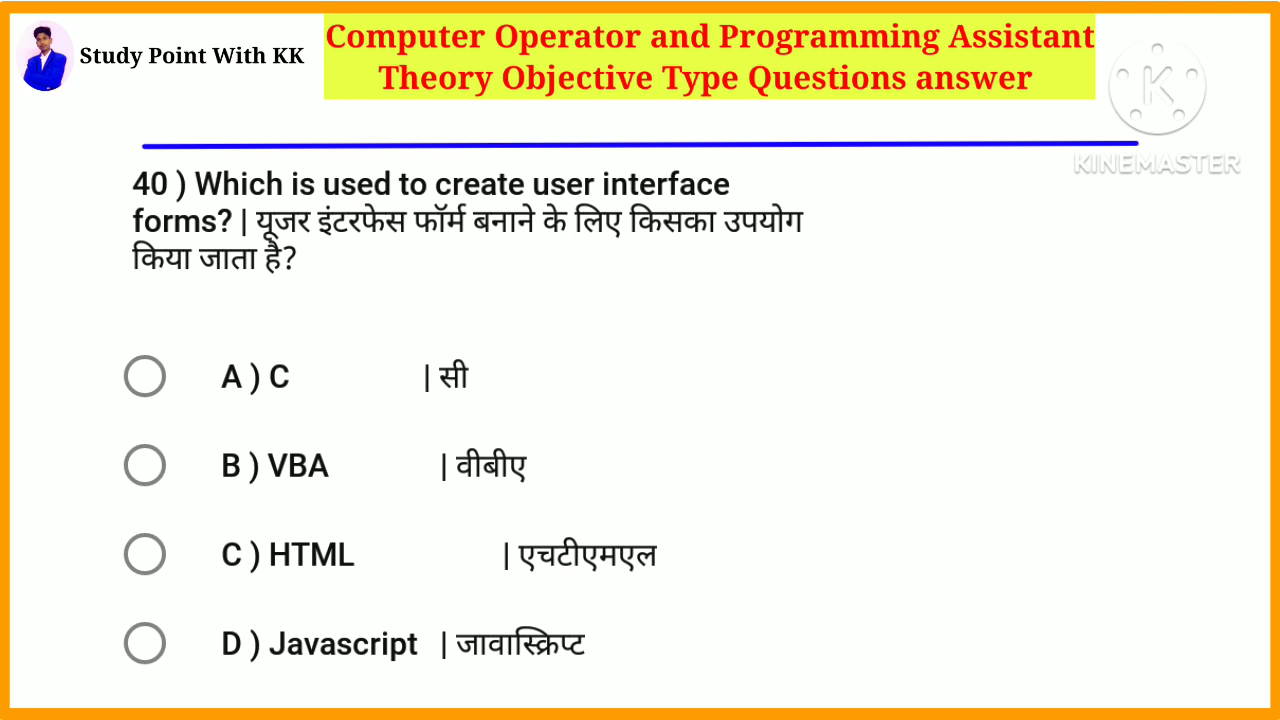 Study Point With KK
Computer Operator and Programming Assistant
Theory Objective Type Questions answer
K
KINEMASTER
40 ) Which is used to create user interface
forms? | यूजर इंटरफेस फॉर्म बनाने के लिए किसका उपयोग
किया जाता है?
A ) C | सी
B ) VBA | वीबीए
C ) HTML | एचटीएमएल
D ) Javascript | जावास्क्रिप्ट